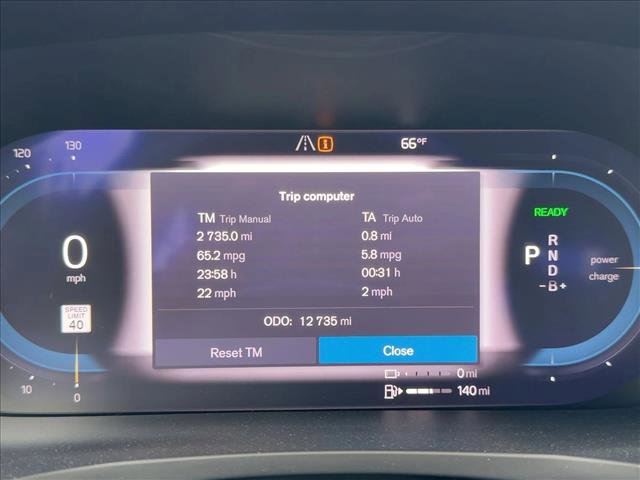 120 130
66°F
Trip computer
TM Trip Manual TA Trip Auto
2 735.0 mi 0.8 mi
65.2 mpg 5.8 mpg
23:58 h 00:31 h
22 mph 2 mph
ODO: 12 735 mi
Reset TM Close
0
mph
SPEED
LIMIT
40
10
0
READY
P
R
N
D
-B+
power
charge
0 mi
140 mi